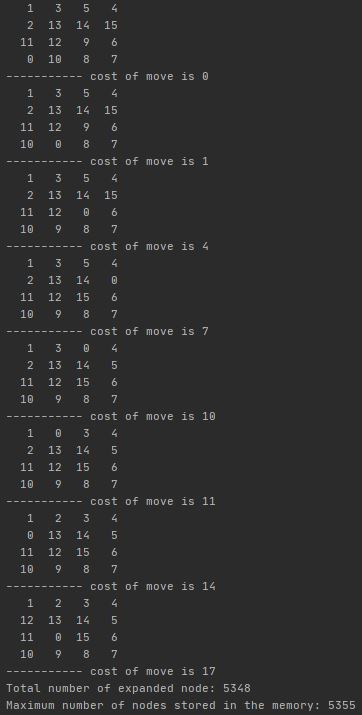 1 3 5 4
2 13 14 15
11 12 9 6
0 10 8 7
----------- cost of move is 0
1 3 5 4
2 13 14 15
11 12 9 6
10 0 8 7
----------- cost of move is 1
1 3 5 4
2 13 14 15
11 12 0 6
10 9 8 7
----------- cost of move is 4
1 3 5 4
2 13 14 0
11 12 15 6
10 9 8 7
----------- cost of move is 7
1 3 0 4
2 13 14 5
11 12 15 6
10 9 8 7
----------- cost of move is 10
1 0 3 4
2 13 14 5
11 12 15 6
10 9 8 7
----------- cost of move is 11
1 2 3 4
0 13 14 5
11 12 15 6
10 9 8 7
----------- cost of move is 14
1 2 3 4
12 13 14 5
11 0 15 6
10 9 8 7
----------- cost of move is 17
Total number of expanded node: 5348
Maximum number of nodes stored in the memory: 5355